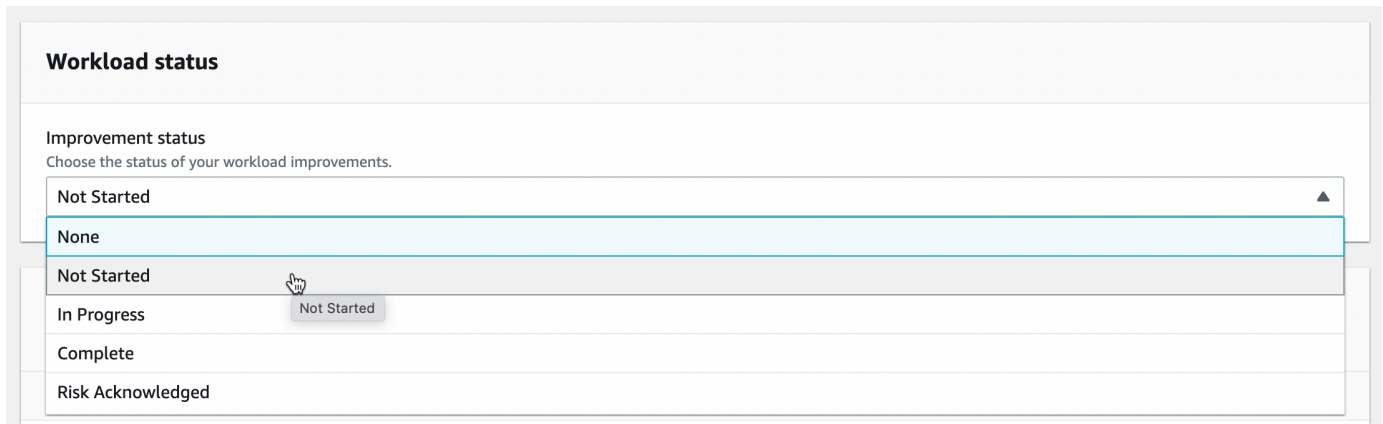 Workload status
Improvement status
Choose the status of your workload improvements.
Not Started
None
Not Started
Not Started
In Progress
Complete
Risk Acknowledged